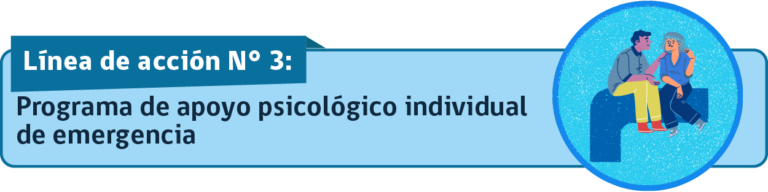 Línea de acción N° 3:
Programa de apoyo psicológico individual
de emergencia